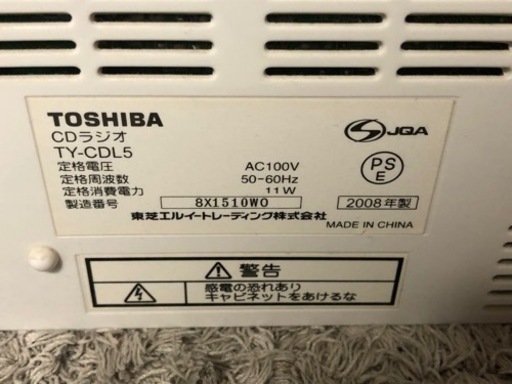 TOSHIBA
CDラジオ
TY-CDL5
定格電圧 AC100V
定格周波数 50-60Hz
定格消費電力 11W
製造番号 8X1510W0
東芝エルイートレーディング株式会社
S JQA
PS
E
2008年製
MADE IN CHINA
警告
感電の恐れあり
キャビネットをあけるな